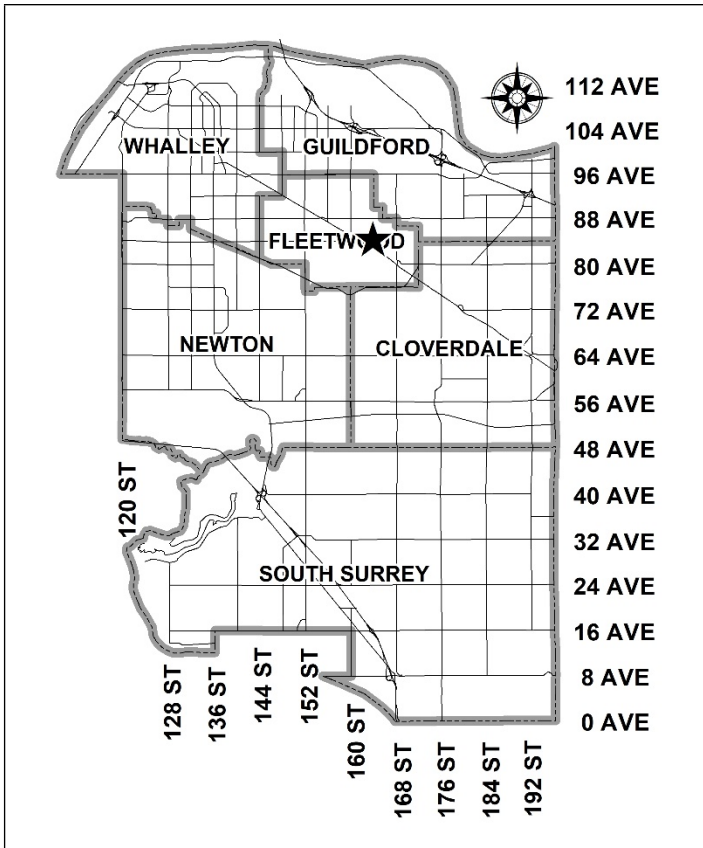 112 AVE
104 AVE
WHALLEY
GUILDFORD
96 AVE
88 AVE
FLEETWOOD
80 AVE
72 AVE
NEWTON
CLOVERDALE
64 AVE
56 AVE
48 AVE
120 ST
40 AVE
32 AVE
SOUTH SURREY
24 AVE
16 AVE
8 AVE
0 AVE
128 ST
136 ST
144 ST
152 ST
160 ST
168 ST
176 ST
184 ST
192 ST